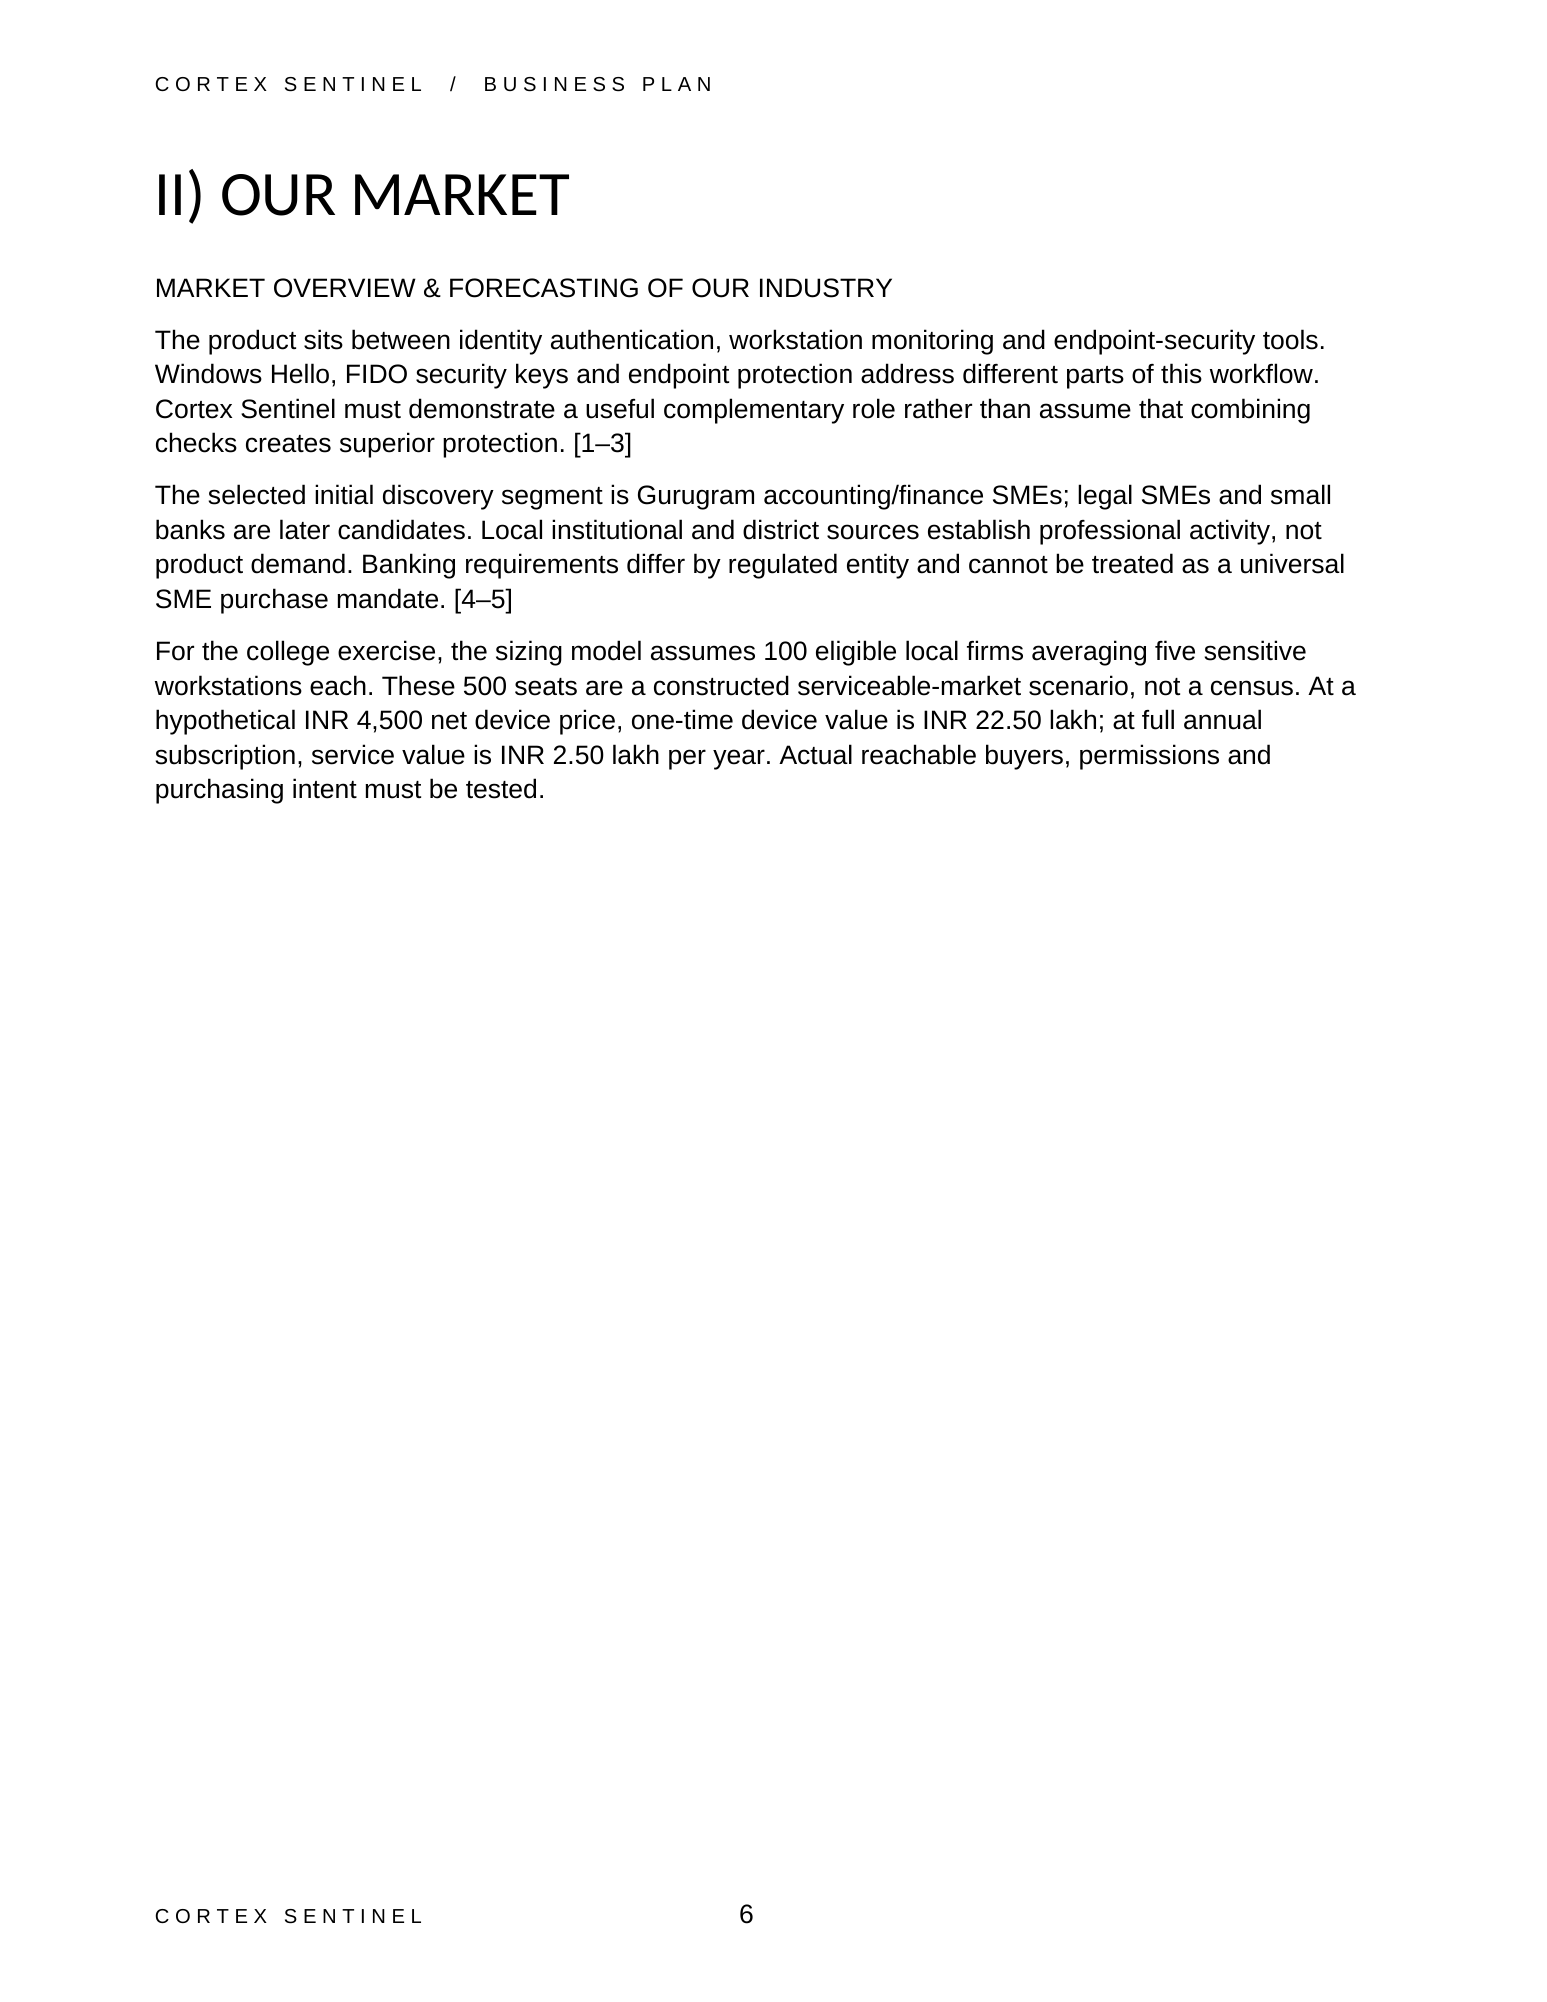 CORTEX SENTINEL / BUSINESS PLAN
II) OUR MARKET
MARKET OVERVIEW & FORECASTING OF OUR INDUSTRY
The product sits between identity authentication, workstation monitoring and endpoint-security tools.
Windows Hello, FIDO security keys and endpoint protection address different parts of this workflow.
Cortex Sentinel must demonstrate a useful complementary role rather than assume that combining
checks creates superior protection. [1–3]
The selected initial discovery segment is Gurugram accounting/finance SMEs; legal SMEs and small
banks are later candidates. Local institutional and district sources establish professional activity, not
product demand. Banking requirements differ by regulated entity and cannot be treated as a universal
SME purchase mandate. [4–5]
For the college exercise, the sizing model assumes 100 eligible local firms averaging five sensitive
workstations each. These 500 seats are a constructed serviceable-market scenario, not a census. At a
hypothetical INR 4,500 net device price, one-time device value is INR 22.50 lakh; at full annual
subscription, service value is INR 2.50 lakh per year. Actual reachable buyers, permissions and
purchasing intent must be tested.
CORTEX SENTINEL 6